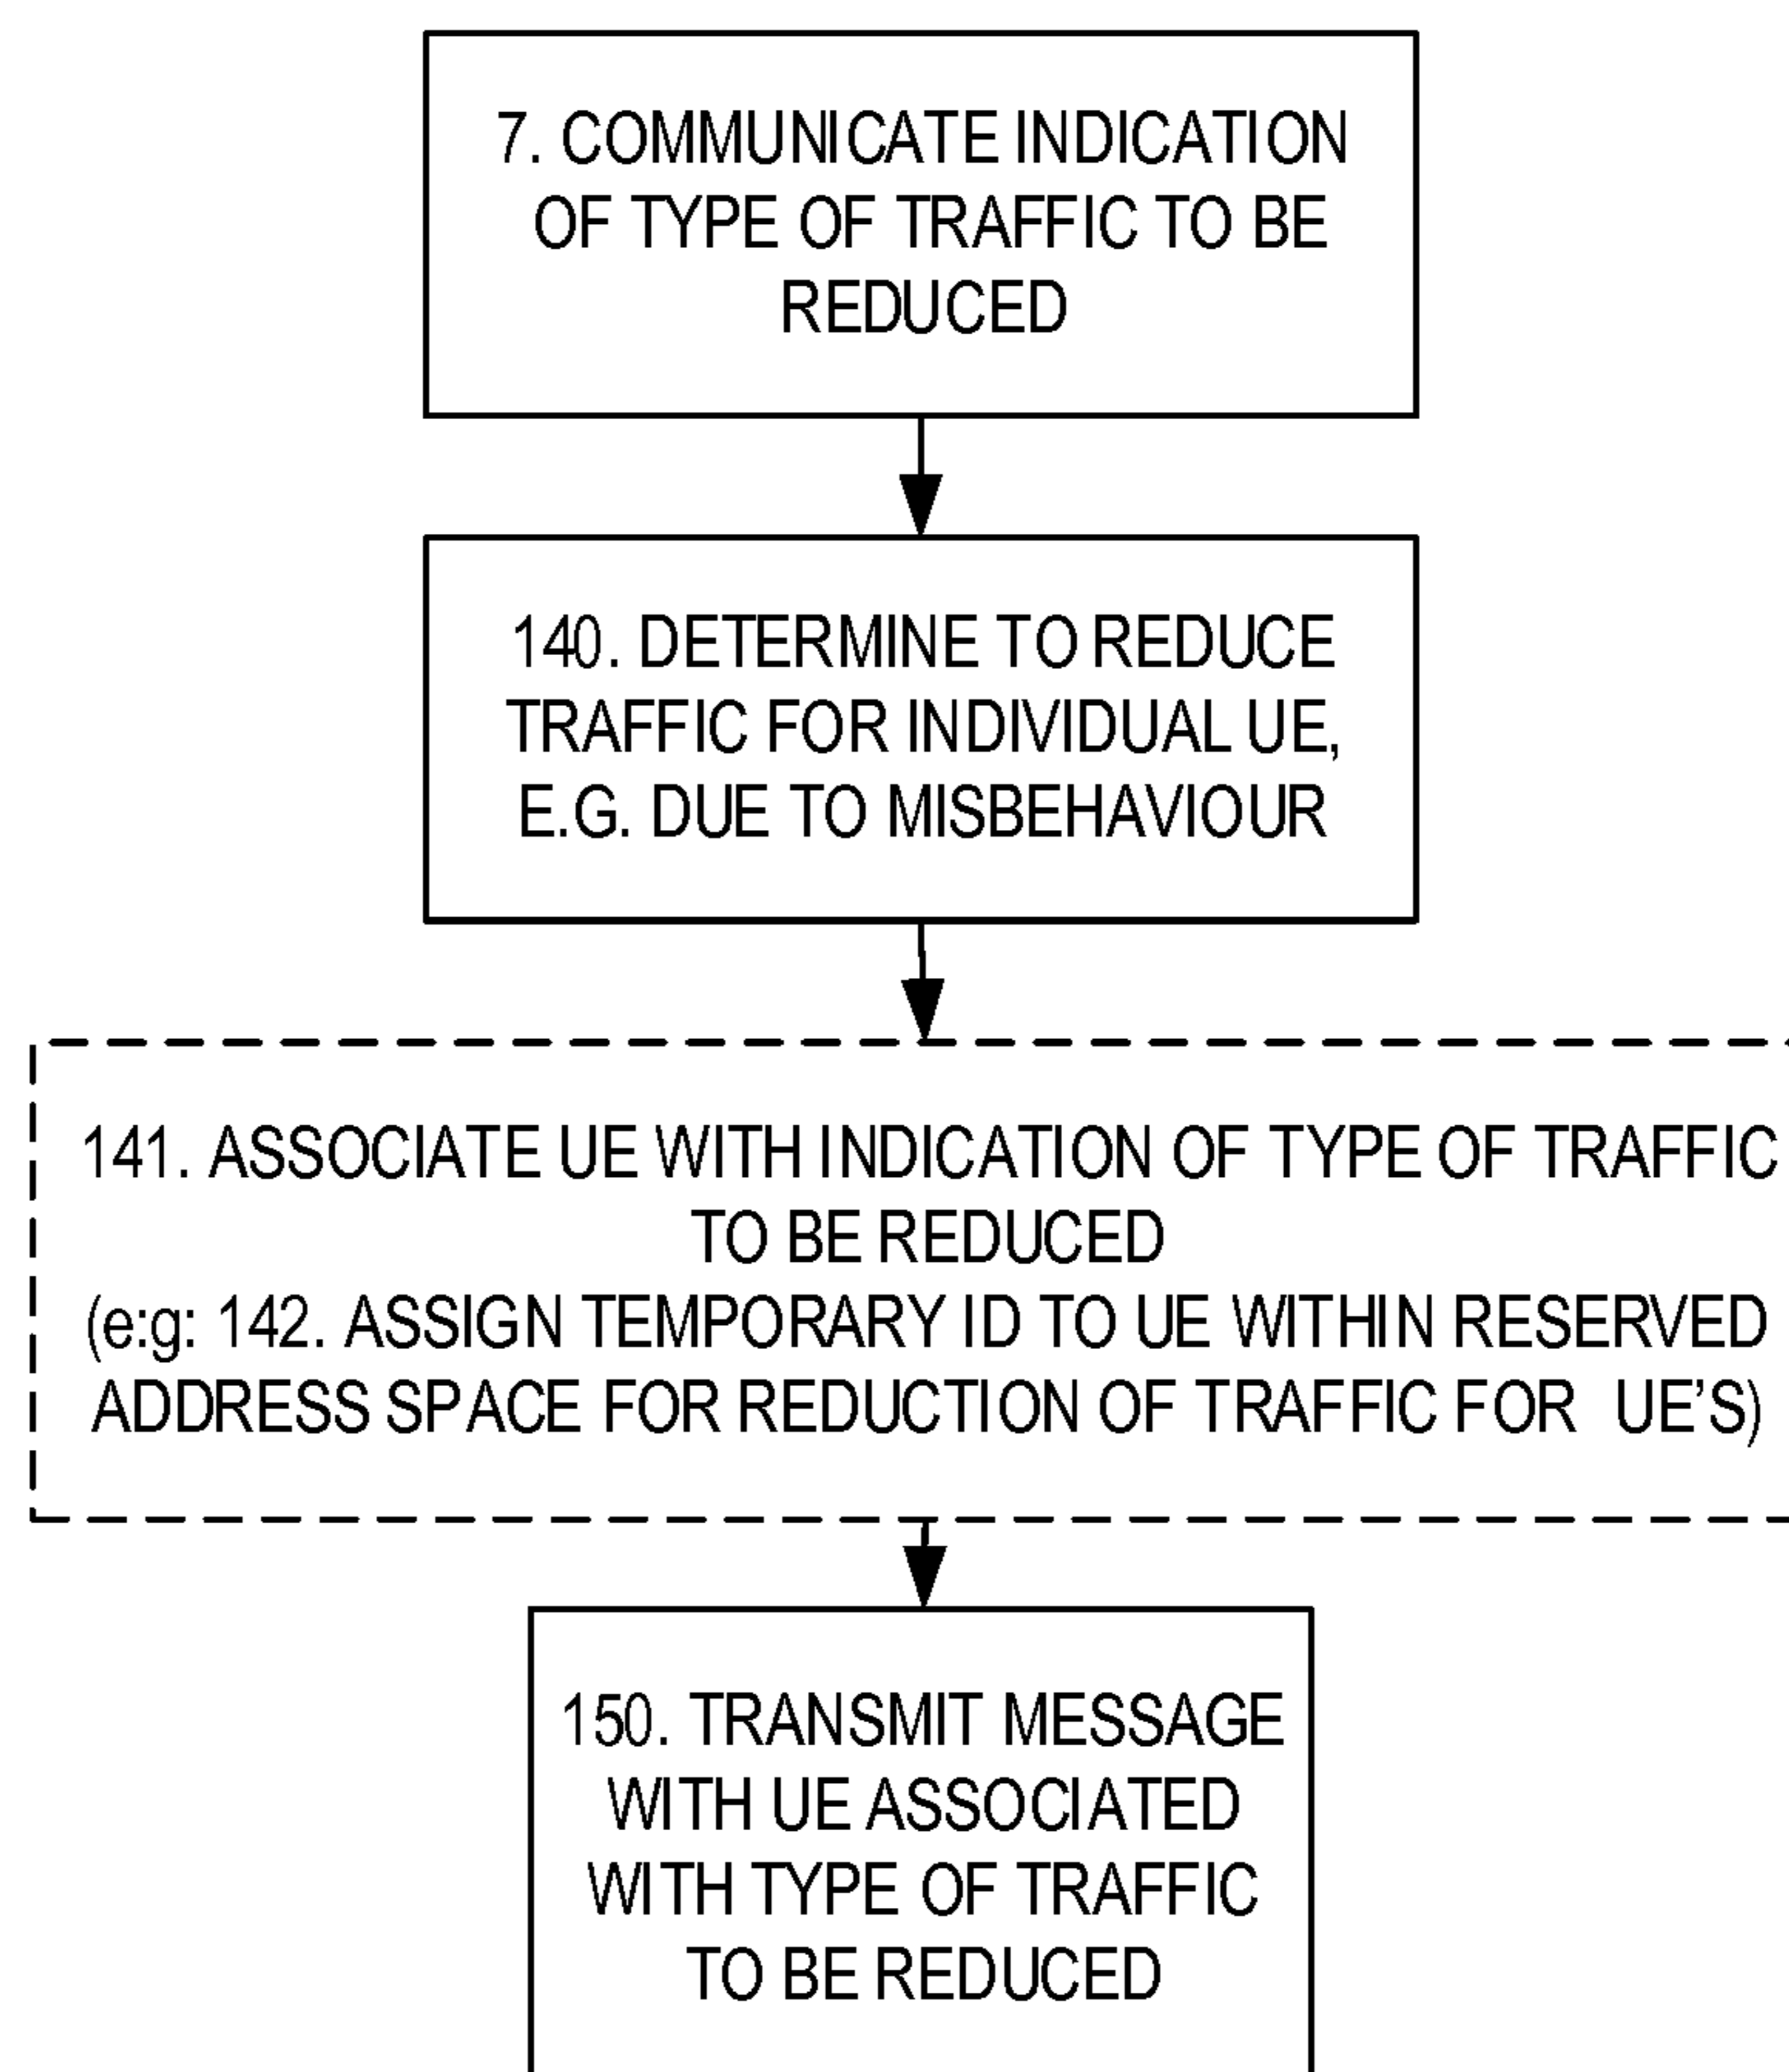 7. COMMUNICATE INDICATION
OF TYPE OF TRAFFIC TO BE
REDUCED
140. DETERMINE TO REDUCE
TRAFFIC FOR INDIVIDUAL UE,
E.G. DUE TO MISBEHAVIOUR
141. ASSOCIATE UE WITH INDICATION OF TYPE OF TRAFFIC
TO BE REDUCED
(e:g: 142. ASSIGN TEMPORARY ID TO UE WITHIN RESERVED
ADDRESS SPACE FOR REDUCTION OF TRAFFIC FOR UE'S)
150. TRANSMIT MESSAGE
WITH UE ASSOCIATED
WITH TYPE OF TRAFFIC
TO BE REDUCED